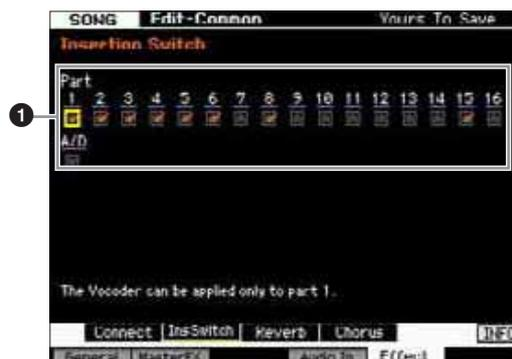 SONG Edit-Common Yours To Save
Insertion Switch
Part
1 2 3 4 5 6 7 8 9 10 11 12 13 14 15 16
1
A/D
The Vocoder can be applied only to part 1.
Connect InsSwitch Reverb Chorus INFO
General MasterFX Audio In Effect